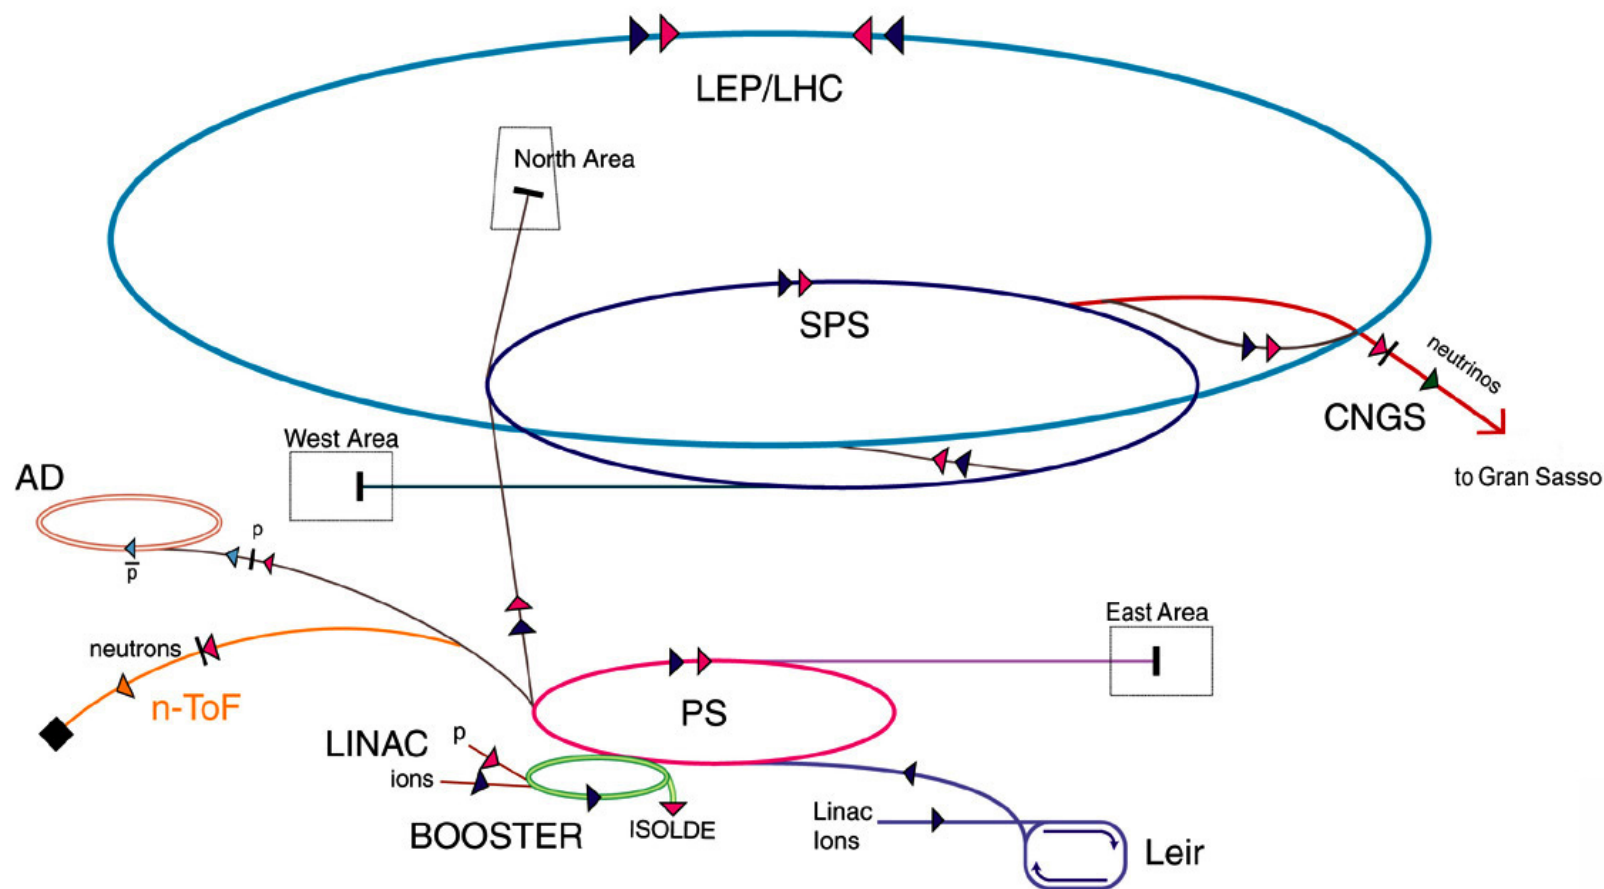 LEP/LHC
North Area
SPS
neutrinos
CNGS
West Area
AD
to Gran Sasso
p
p
East Area
neutrons
n-ToF
PS
LINAC
p
ions
BOOSTER
ISOLDE
Linac
Ions
Leir